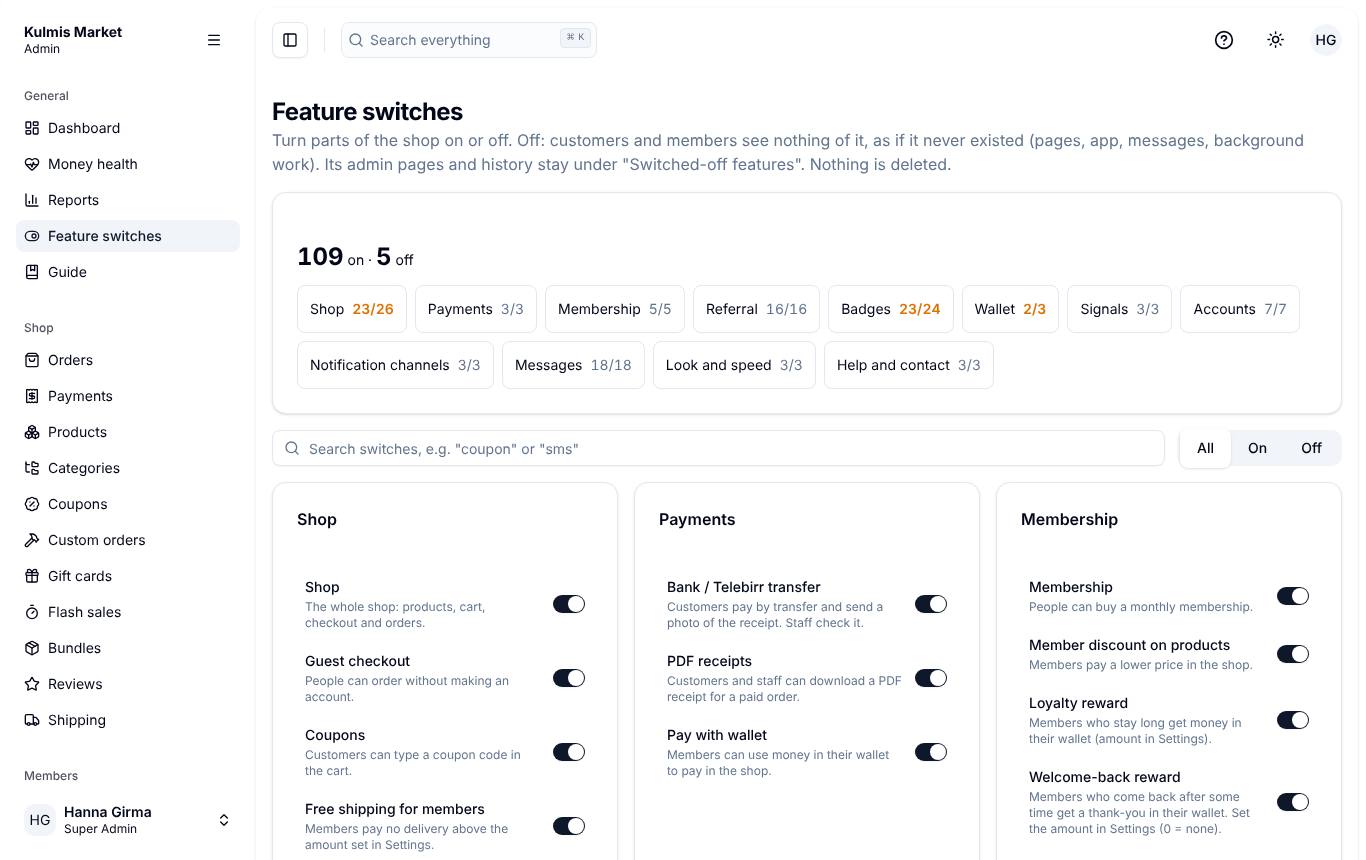 Kulmis Market
Admin
General
Dashboard
Money health
Reports
Feature switches
Guide
Shop
Orders
Payments
Products
Categories
Coupons
Custom orders
Gift cards
Flash sales
Bundles
Reviews
Shipping
Members
HG
Hanna Girma
Super Admin
Search everything
⌘ K
HG
Feature switches
Turn parts of the shop on or off. Off: customers and members see nothing of it, as if it never existed (pages, app, messages, background
work). Its admin pages and history stay under "Switched-off features". Nothing is deleted.
109 on · 5 off
Shop 23/26
Payments 3/3
Membership 5/5
Referral 16/16
Badges 23/24
Wallet 2/3
Signals 3/3
Accounts 7/7
Notification channels 3/3
Messages 18/18
Look and speed 3/3
Help and contact 3/3
Search switches, e.g. "coupon" or "sms"
All
On
Off
Shop
Shop
The whole shop: products, cart,
checkout and orders.
Guest checkout
People can order without making an
account.
Coupons
Customers can type a coupon code in
the cart.
Free shipping for members
Members pay no delivery above the
amount set in Settings.
Payments
Bank / Telebirr transfer
Customers pay by transfer and send a
photo of the receipt. Staff check it.
PDF receipts
Customers and staff can download a PDF
receipt for a paid order.
Pay with wallet
Members can use money in their wallet
to pay in the shop.
Membership
Membership
People can buy a monthly membership.
Member discount on products
Members pay a lower price in the shop.
Loyalty reward
Members who stay long get money in
their wallet (amount in Settings).
Welcome-back reward
Members who come back after some
time get a thank-you in their wallet. Set
the amount in Settings (0 = none).